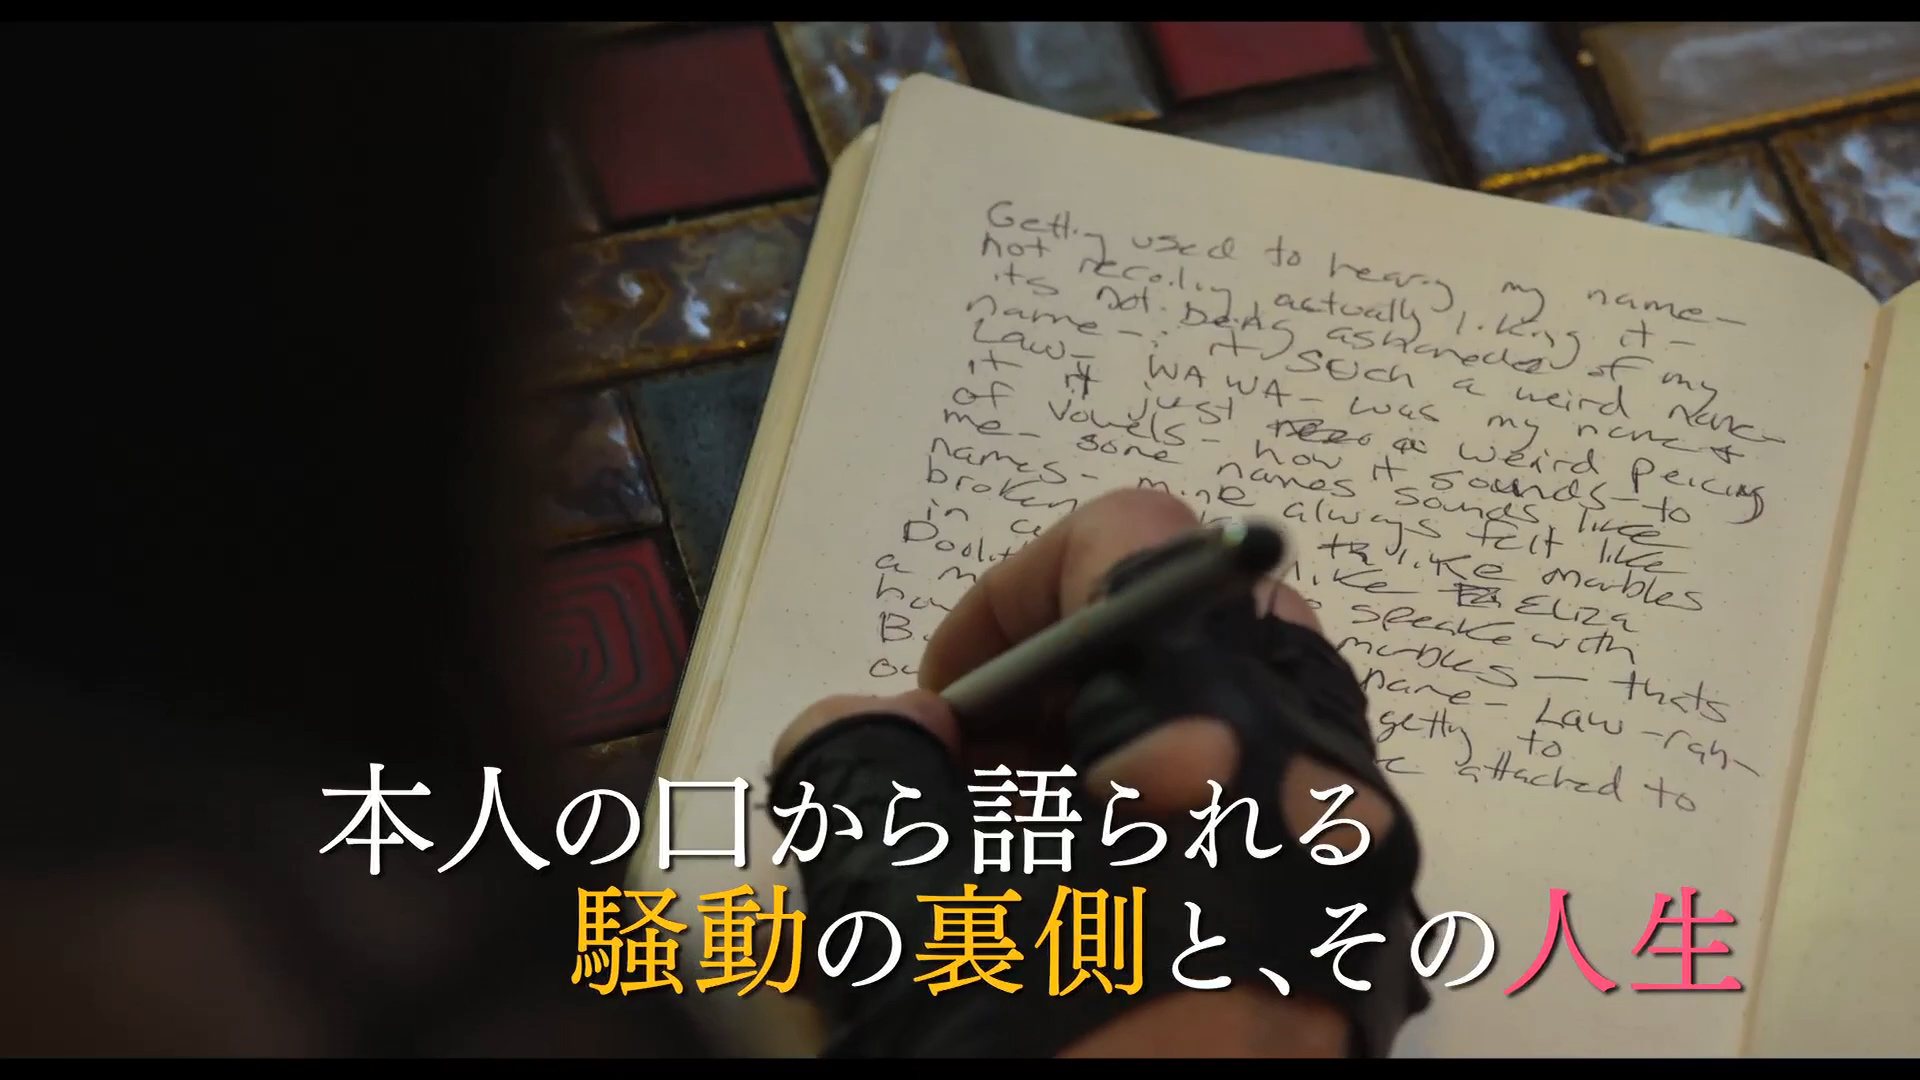 Getting used to hearing my name—
not recoiling actually liking it—
its not being ashamed of my
name— it such a weird name—
Law— WA WA— was my name &
it just a weird peicing
of vowels— how it sounds— to
me— some names sounds like
names— mine always felt like
broken like marbles
in like Eliza
speake with
marbles — thats
name— Law-rah—
getting to
attached to
本人の口から語られる
騒動の裏側と、その人生